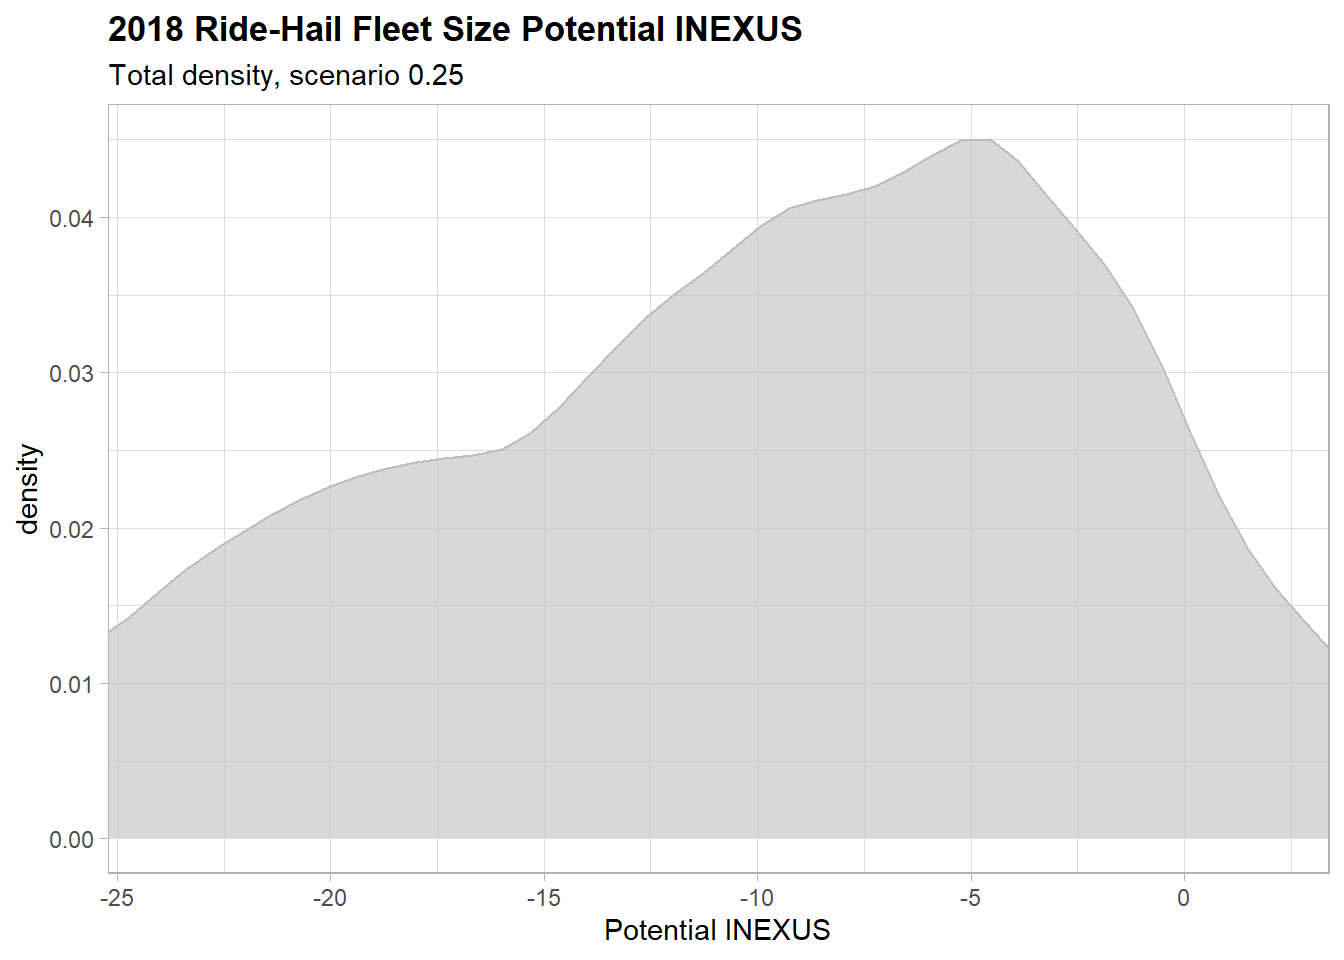 2018 Ride-Hail Fleet Size Potential INEXUS
Total density, scenario 0.25
density
0.04
0.03
0.02
0.01
0.00
-25 -20 -15 -10 -5 0
Potential INEXUS